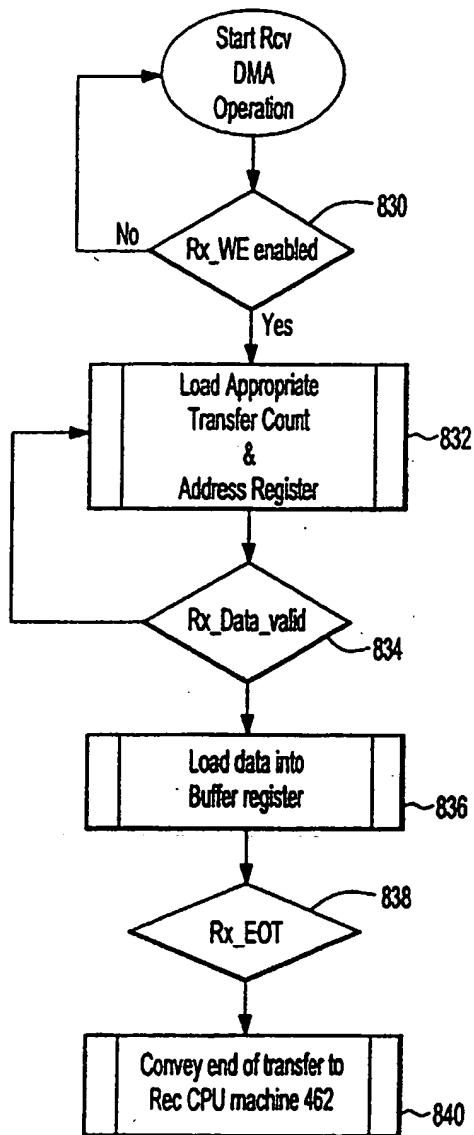 Start Rcv
DMA
Operation
830
Rx_WE enabled
No
Yes
Load Appropriate
Transfer Count
&
Address Register
832
Rx_Data_valid
834
Load data into
Buffer register
836
838
Rx_EOT
Convey end of transfer to
Rec CPU machine 462
840